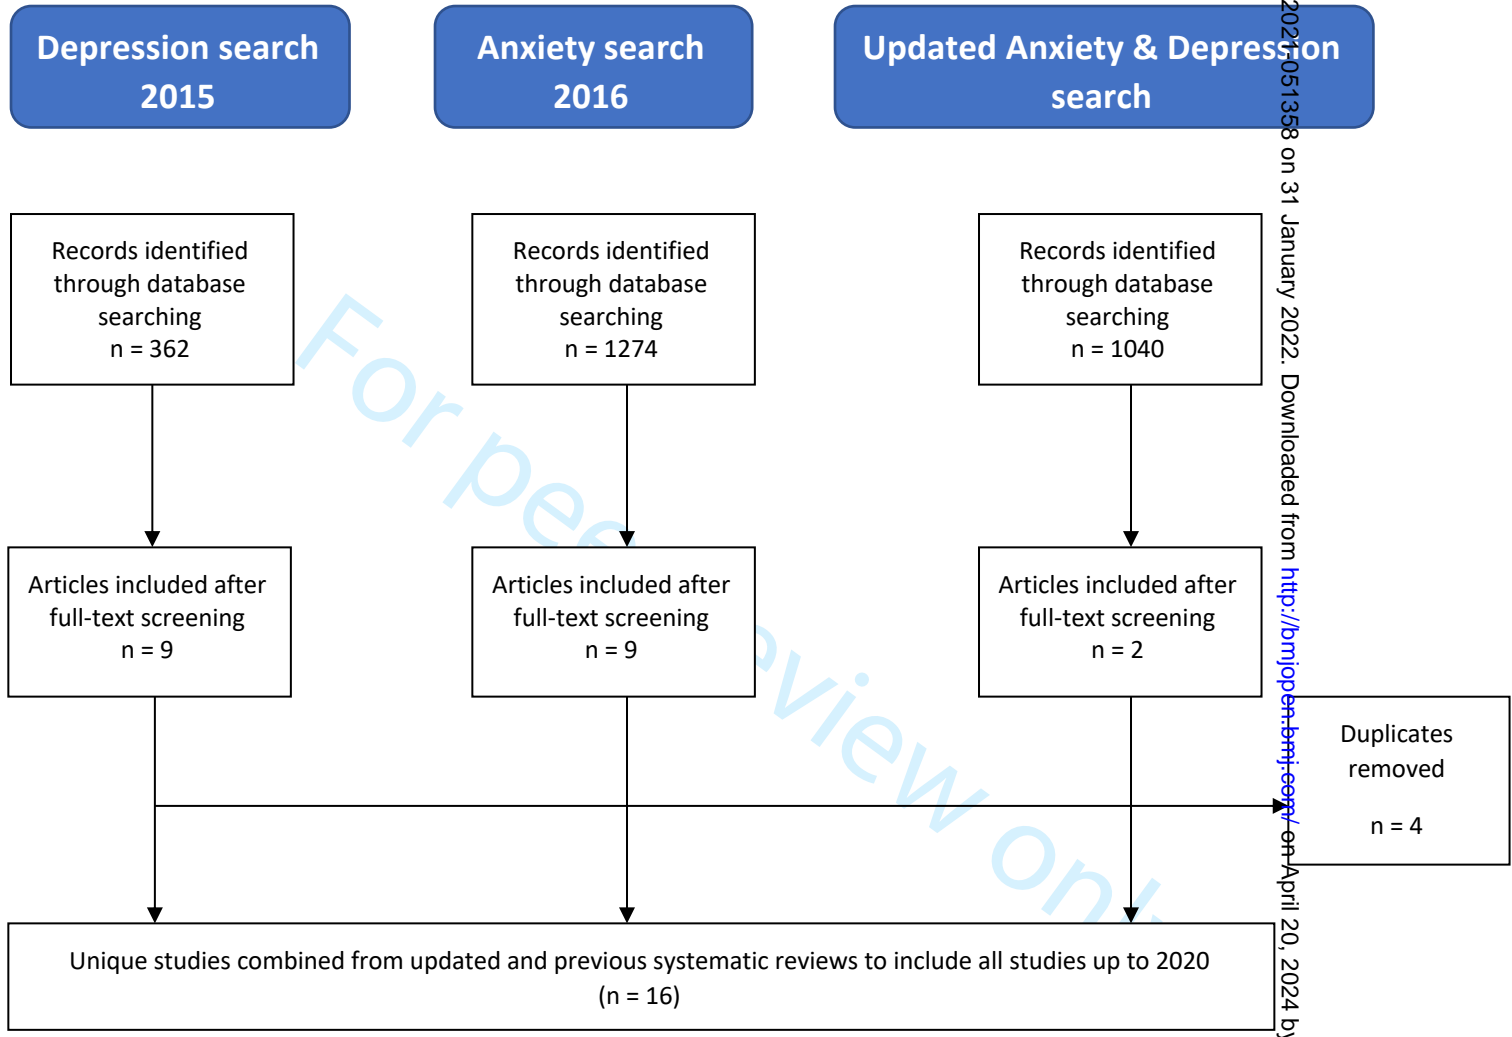 Depression search
2015
Anxiety search
2016
Updated Anxiety & Depression
search
Records identified
through database
searching
n = 362
Records identified
through database
searching
n = 1274
Records identified
through database
searching
n = 1040
Articles included after
full-text screening
n = 9
Articles included after
full-text screening
n = 9
Articles included after
full-text screening
n = 2
Duplicates
removed
n = 4
Unique studies combined from updated and previous systematic reviews to include all studies up to 2020
(n = 16)
For peer review only
2021-051358 on 31 January 2022. Downloaded from http://bmjopen.bmj.com/ on April 20, 2024 by